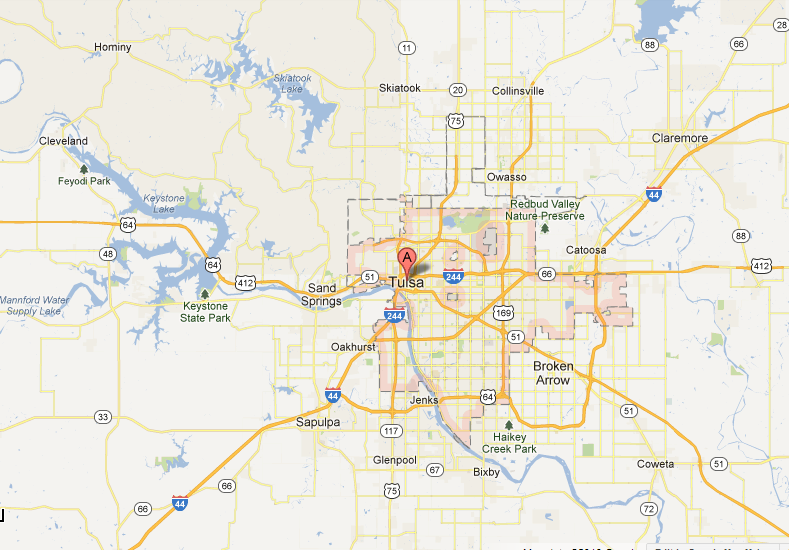 28
66
88
Hominy
11
Skiatook
Lake
Skiatook
20
Collinsville
75
Cleveland
Claremore
Feyodi Park
Owasso
44
Keystone
Lake
Redbud Valley
Nature Preserve
64
88
48
Catoosa
64
A
412
51
Tulsa
244
66
412
Sand
Springs
Mannford Water
Supply Lake
Keystone
State Park
244
169
51
Oakhurst
Broken
Arrow
44
Jenks
64
33
Sapulpa
117
51
Haikey
Creek Park
Glenpool
67
Bixby
Coweta
51
66
66
44
75
72